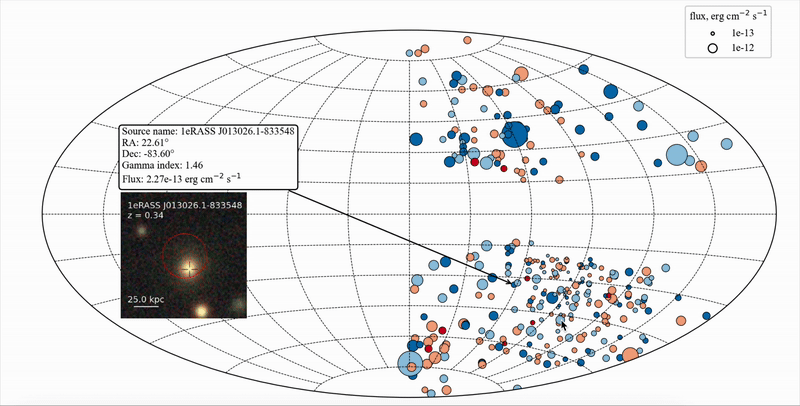 flux, erg cm⁻² s⁻¹
1e-13
1e-12
Source name: 1eRASS J013026.1-833548
RA: 22.61°
Dec: -83.60°
Gamma index: 1.46
Flux: 2.27e-13 erg cm⁻² s⁻¹
1eRASS J013026.1-833548
z = 0.34
25.0 kpc